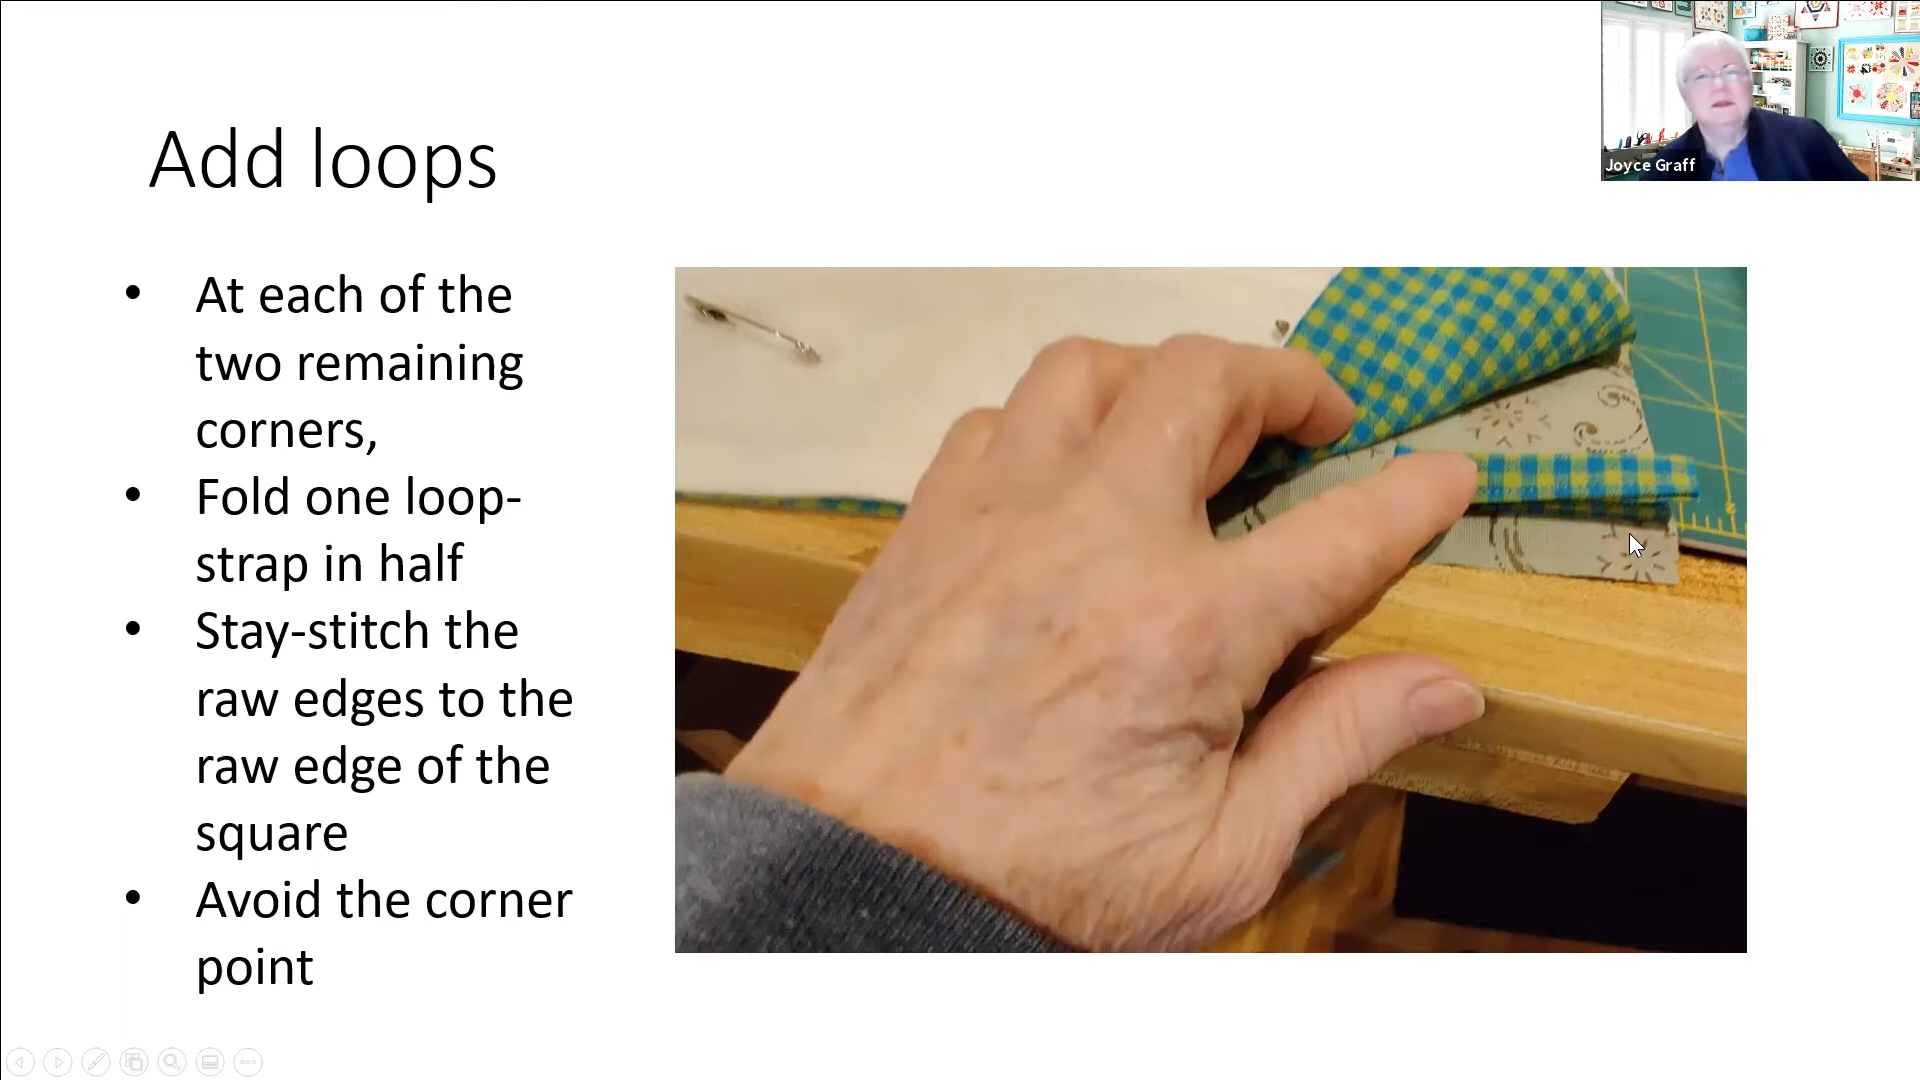 Joyce Graff
Add loops
• At each of the
two remaining
corners,
• Fold one loop-
strap in half
• Stay-stitch the
raw edges to the
raw edge of the
square
• Avoid the corner
point